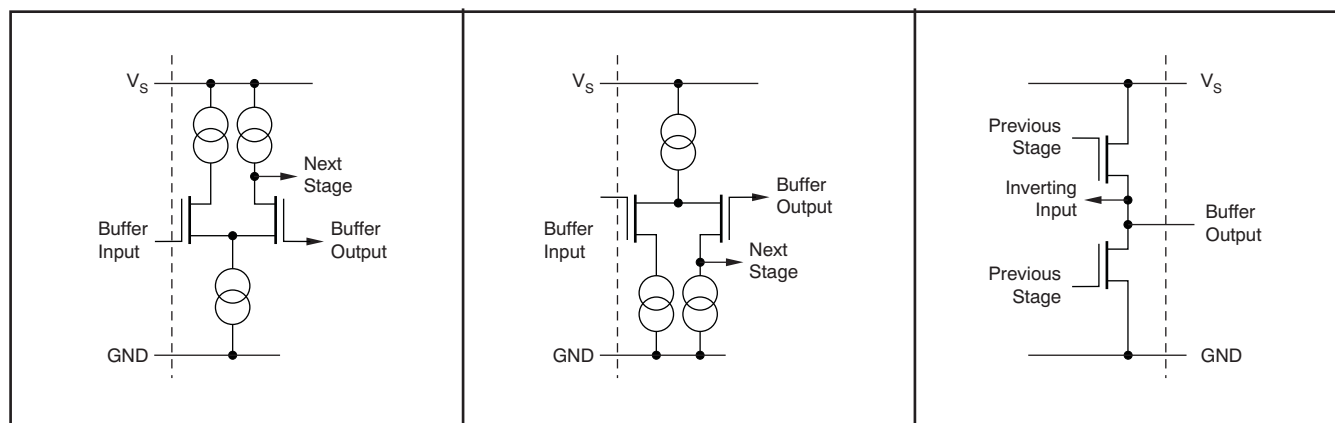 V_S
Next
Stage
Buffer
Input
Buffer
Output
GND
V_S
Buffer
Output
Buffer
Input
Next
Stage
GND
V_S
Previous
Stage
Inverting
Input
Buffer
Output
Previous
Stage
GND